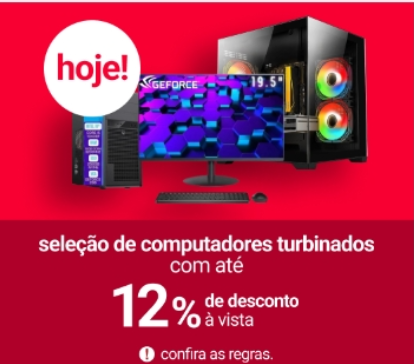 hoje!
GEFORCE
19.5"
seleção de computadores turbinados
com até
12% de desconto
à vista
! confira as regras.